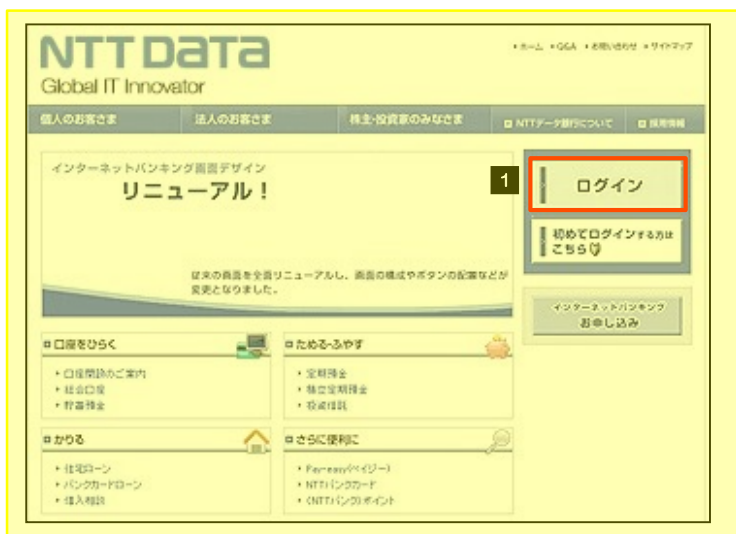 NTT DATA
Global IT Innovator
・ホーム ・Q&A ・お問い合わせ ・サイトマップ
個人のお客さま 法人のお客さま 株主・投資家のみなさま NTTデータ銀行について 採用情報
インターネットバンキング画面デザイン
リニューアル！
従来の画面を全面リニューアルし、画面の構成やボタンの配置などが
変更となりました。
1
ログイン
初めてログインする方は
こちら
インターネットバンキング
お申し込み
口座をひらく
・口座開設のご案内
・総合口座
・貯蓄預金
ためる・ふやす
・定期預金
・積立定期預金
・投資信託
かりる
・住宅ローン
・バンクカードローン
・借入相談
さらに便利に
・Pay-easy(ペイジー)
・NTTバンクカード
・〈NTTバンク〉ポイント